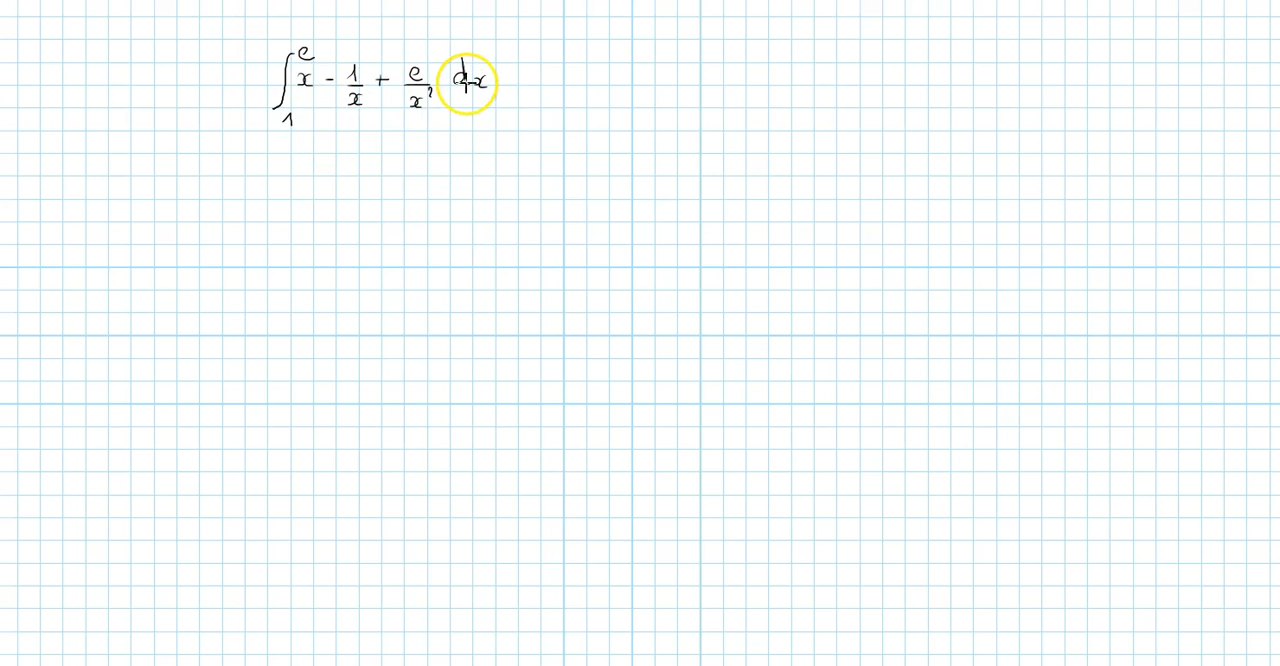 ∫₁ᵉ x - 1/x + e/x² dx